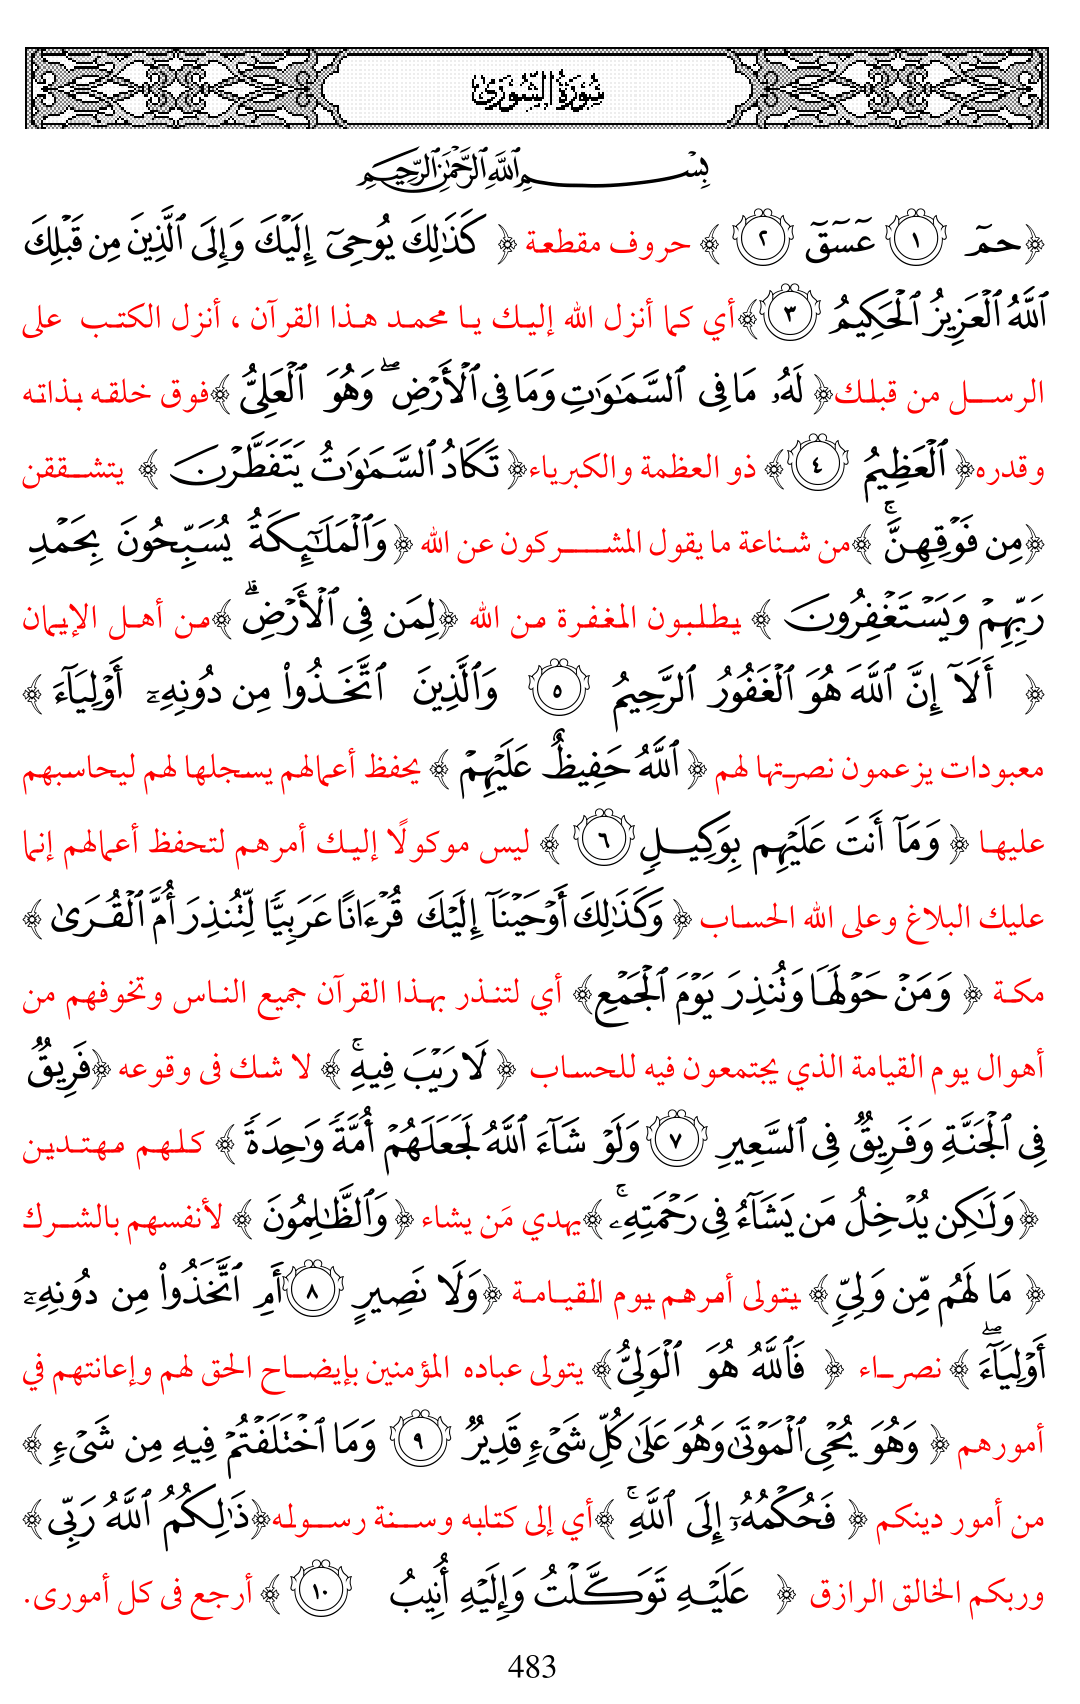 سُورَةُ الشُّورَىٰ
بِسْمِ ٱللَّهِ ٱلرَّحْمَٰنِ ٱلرَّحِيمِ
﴿حمٓ ١ عٓسٓقٓ ٢﴾ حروف مقطعة ﴿ كَذَٰلِكَ يُوحِىٓ إِلَيْكَ وَإِلَى ٱلَّذِينَ مِن قَبْلِكَ
ٱللَّهُ ٱلْعَزِيزُ ٱلْحَكِيمُ ٣﴾أي كما أنزل الله إليك يا محمد هذا القرآن ، أنزل الكتب على
الرسل من قبلك﴿ لَهُۥ مَا فِى ٱلسَّمَٰوَٰتِ وَمَا فِى ٱلْأَرْضِ ۖ وَهُوَ ٱلْعَلِىُّ ﴾فوق خلقه بذاته
وقدره﴿ ٱلْعَظِيمُ ٤﴾ ذو العظمة والكبرياء﴿ تَكَادُ ٱلسَّمَٰوَٰتُ يَتَفَطَّرْنَ ﴾ يتشققن
﴿مِن فَوْقِهِنَّ ۚ ﴾من شناعة ما يقول المشركون عن الله ﴿ وَٱلْمَلَٰٓئِكَةُ يُسَبِّحُونَ بِحَمْدِ
رَبِّهِمْ وَيَسْتَغْفِرُونَ ﴾ يطلبون المغفرة من الله ﴿لِمَن فِى ٱلْأَرْضِ ۗ ﴾من أهل الإيمان
﴿ أَلَآ إِنَّ ٱللَّهَ هُوَ ٱلْغَفُورُ ٱلرَّحِيمُ ٥ وَٱلَّذِينَ ٱتَّخَذُوا۟ مِن دُونِهِۦٓ أَوْلِيَآءَ ﴾
معبودات يزعمون نصرتها لهم ﴿ ٱللَّهُ حَفِيظٌ عَلَيْهِمْ ﴾ يحفظ أعمالهم يسجلها لهم ليحاسبهم
عليها ﴿ وَمَآ أَنتَ عَلَيْهِم بِوَكِيلٍ ٦ ﴾ ليس موكولًا إليك أمرهم لتحفظ أعمالهم إنما
عليك البلاغ وعلى الله الحساب ﴿ وَكَذَٰلِكَ أَوْحَيْنَآ إِلَيْكَ قُرْءَانًا عَرَبِيًّا لِّتُنذِرَ أُمَّ ٱلْقُرَىٰ ﴾
مكة ﴿ وَمَنْ حَوْلَهَا وَتُنذِرَ يَوْمَ ٱلْجَمْعِ﴾ أي لتنذر بهذا القرآن جميع الناس وتخوفهم من
أهوال يوم القيامة الذي يجتمعون فيه للحساب ﴿ لَا رَيْبَ فِيهِ ۚ ﴾ لا شك فى وقوعه ﴿فَرِيقٌ
فِى ٱلْجَنَّةِ وَفَرِيقٌ فِى ٱلسَّعِيرِ ٧ وَلَوْ شَآءَ ٱللَّهُ لَجَعَلَهُمْ أُمَّةً وَٰحِدَةً ﴾ كلهم مهتدين
﴿وَلَٰكِن يُدْخِلُ مَن يَشَآءُ فِى رَحْمَتِهِۦ ۚ ﴾يهدي مَن يشاء ﴿ وَٱلظَّٰلِمُونَ ﴾ لأنفسهم بالشرك
﴿ مَا لَهُم مِّن وَلِىٍّ﴾ يتولى أمرهم يوم القيامة ﴿وَلَا نَصِيرٍ ٨ أَمِ ٱتَّخَذُوا۟ مِن دُونِهِۦٓ
أَوْلِيَآءَ ۖ ﴾ نصراء ﴿ فَٱللَّهُ هُوَ ٱلْوَلِىُّ﴾ يتولى عباده المؤمنين بإيضاح الحق لهم وإعانتهم في
أمورهم ﴿ وَهُوَ يُحْىِ ٱلْمَوْتَىٰ وَهُوَ عَلَىٰ كُلِّ شَىْءٍ قَدِيرٌ ٩ وَمَا ٱخْتَلَفْتُمْ فِيهِ مِن شَىْءٍ ﴾
من أمور دينكم ﴿ فَحُكْمُهُۥٓ إِلَى ٱللَّهِ ۚ ﴾أي إلى كتابه وسنة رسوله﴿ذَٰلِكُمُ ٱللَّهُ رَبِّى ﴾
وربكم الخالق الرازق ﴿ عَلَيْهِ تَوَكَّلْتُ وَإِلَيْهِ أُنِيبُ ١٠ ﴾ أرجع فى كل أمورى.
483